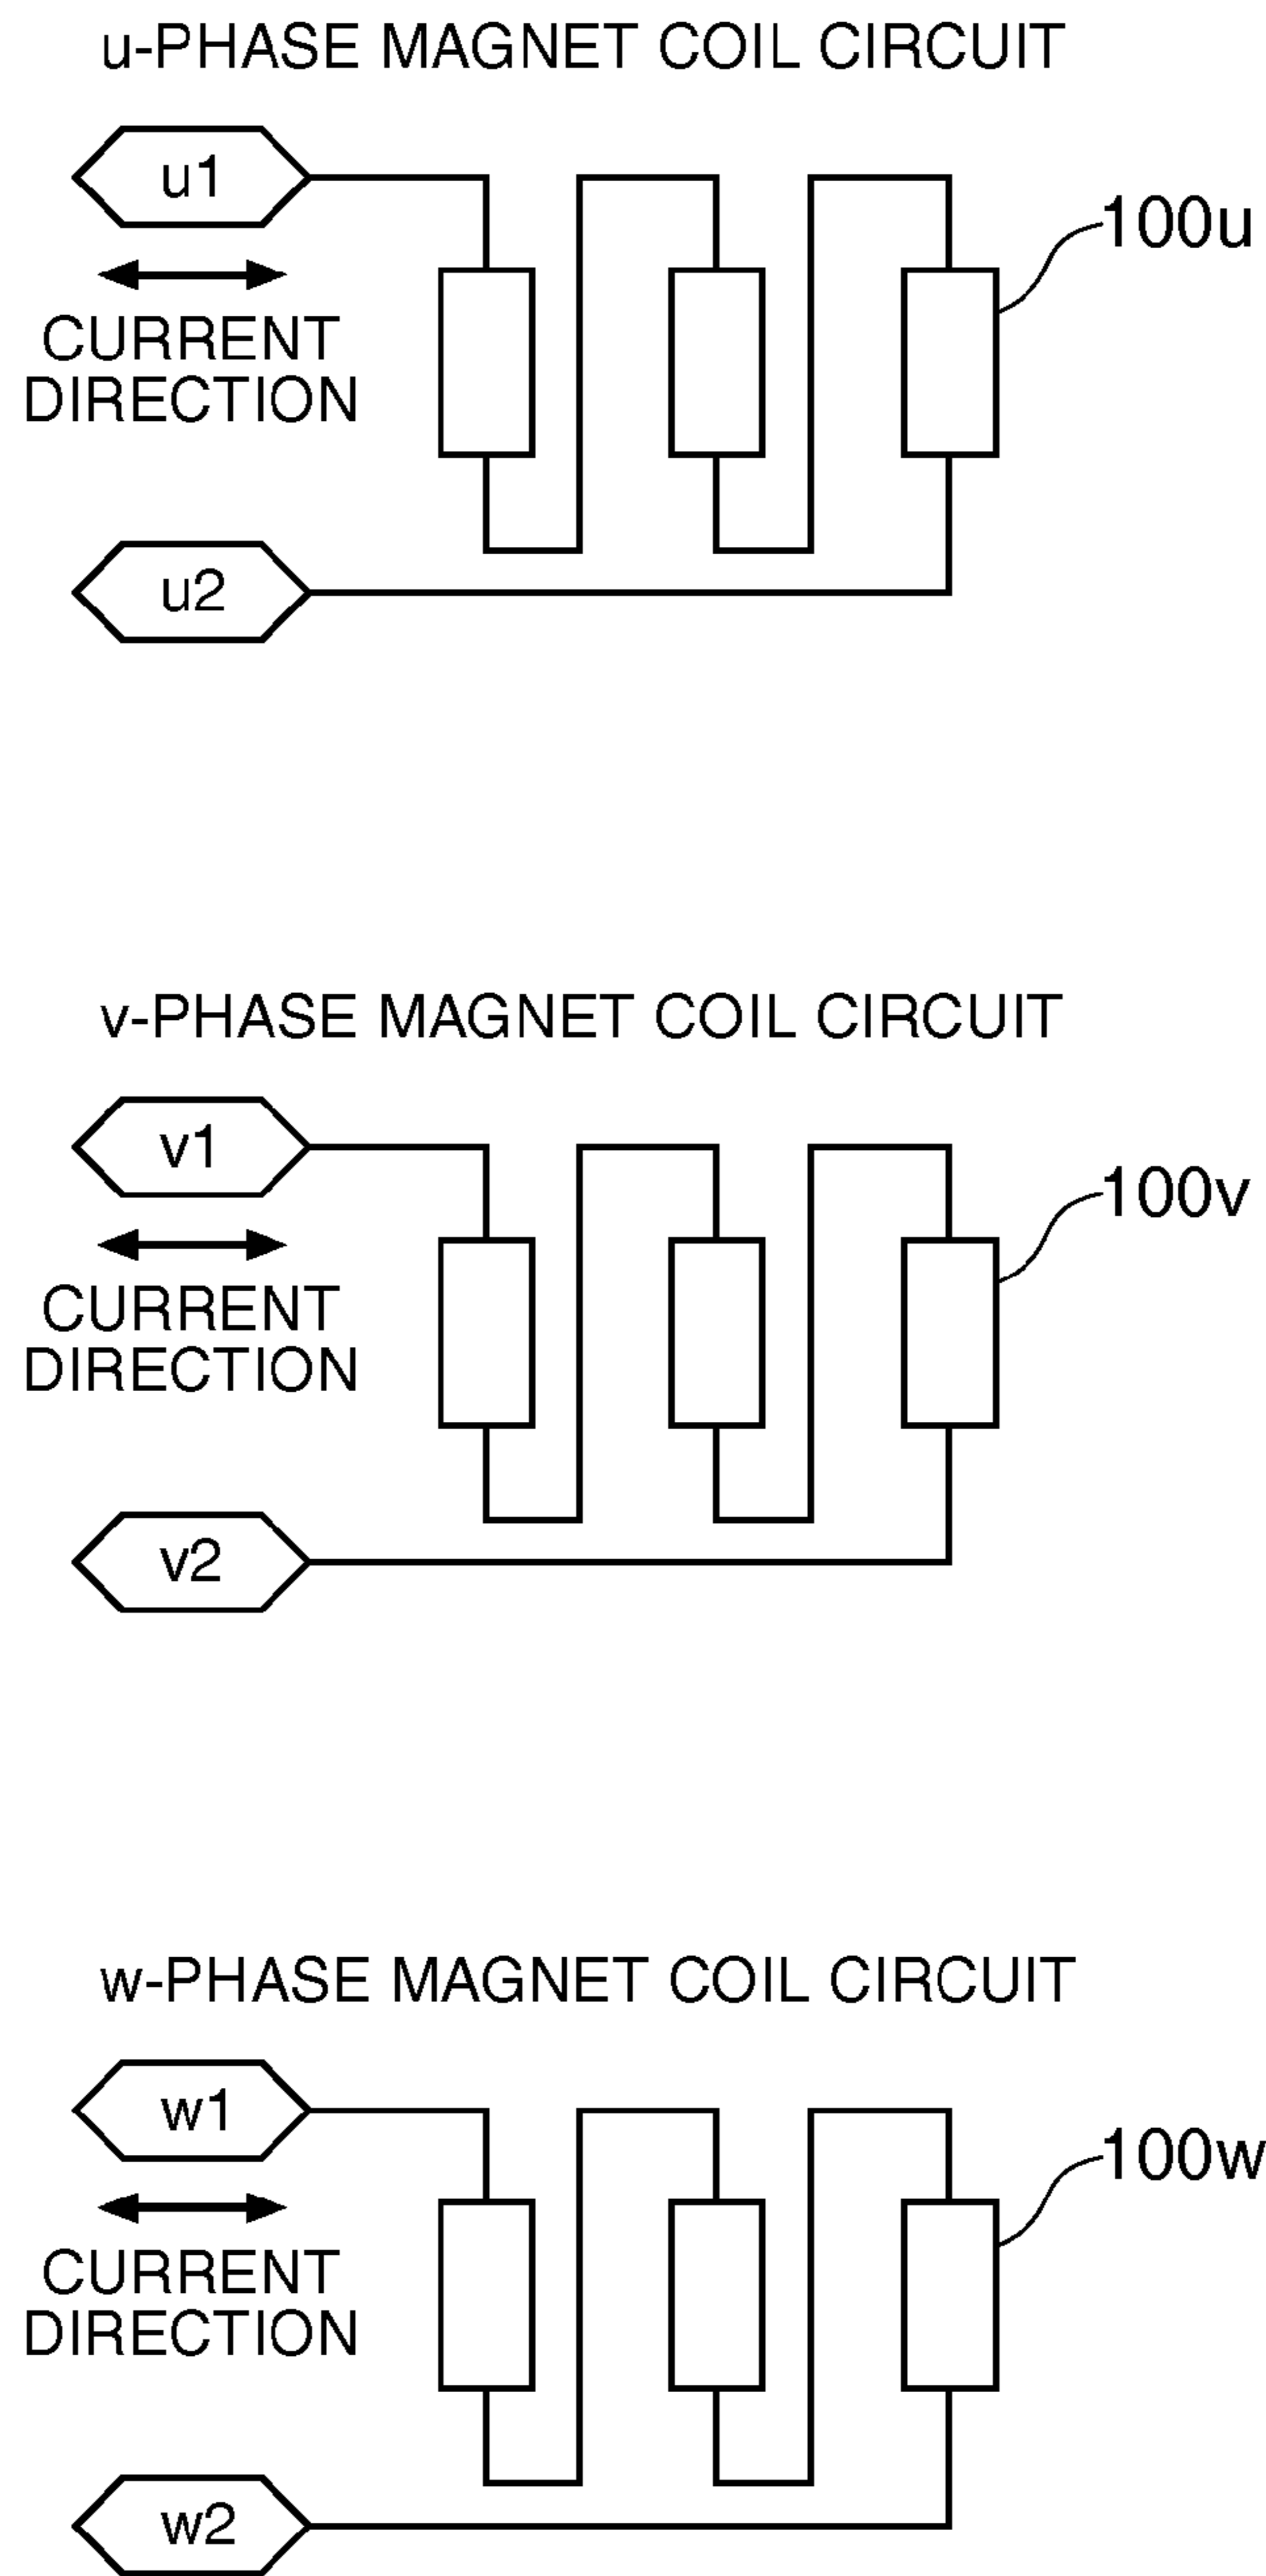 u-PHASE MAGNET COIL CIRCUIT
u1
100u
CURRENT
DIRECTION
u2
v-PHASE MAGNET COIL CIRCUIT
v1
100v
CURRENT
DIRECTION
v2
w-PHASE MAGNET COIL CIRCUIT
w1
100w
CURRENT
DIRECTION
w2